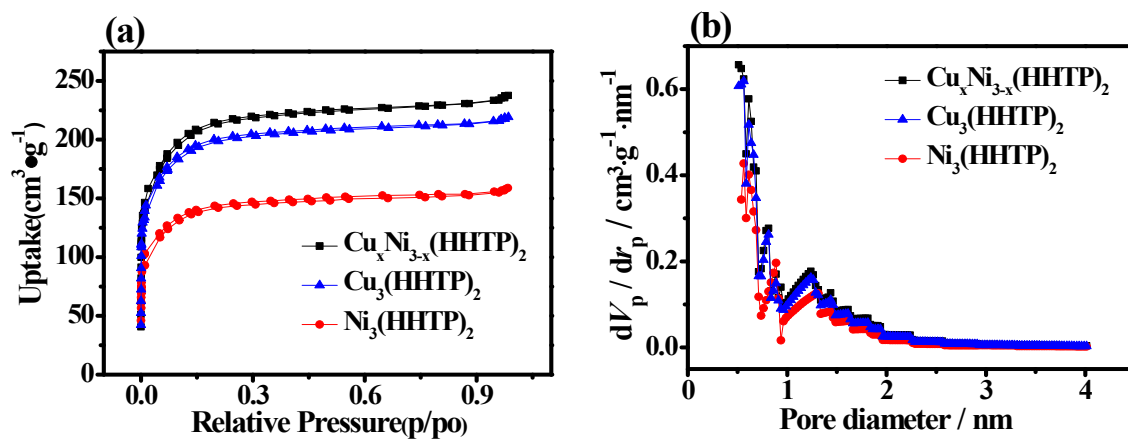 (a)
250
200
150
100
50
0
Uptake(cm³●g⁻¹)
CuₓNi₃₋ₓ(HHTP)₂
Cu₃(HHTP)₂
Ni₃(HHTP)₂
0.0 0.3 0.6 0.9
Relative Pressure(p/po)
(b)
0.6
0.4
0.2
0.0
dVₚ / drₚ / cm³·g⁻¹·nm⁻¹
CuₓNi₃₋ₓ(HHTP)₂
Cu₃(HHTP)₂
Ni₃(HHTP)₂
0 1 2 3 4
Pore diameter / nm